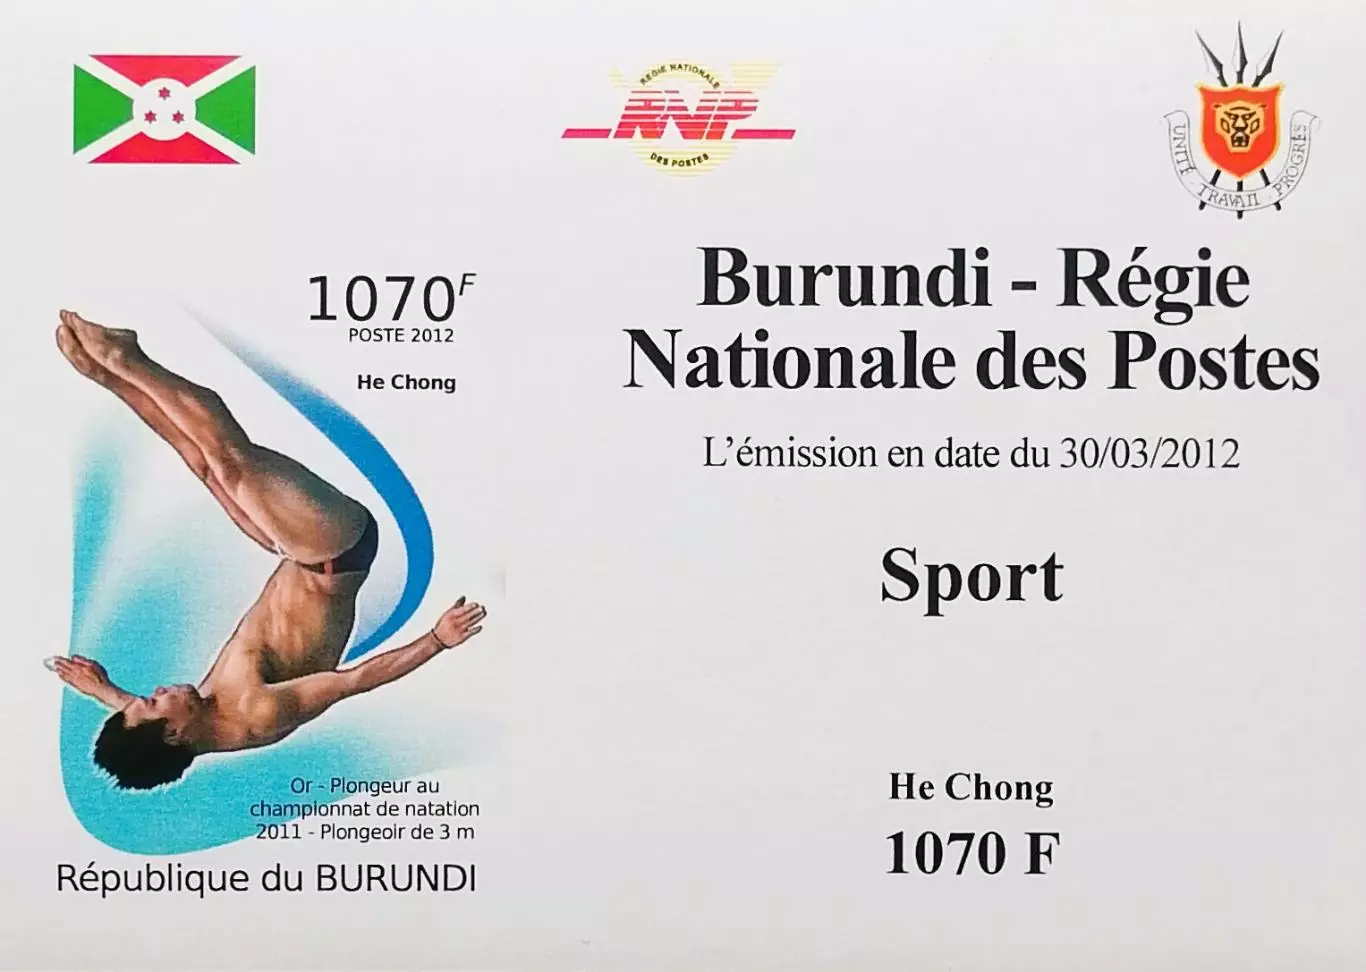 RÉGIE NATIONALE
RNP
DES POSTES
UNITÉ · TRAVAIL · PROGRÈS
1070F
POSTE 2012
He Chong
Or - Plongeur au
championnat de natation
2011 - Plongeoir de 3 m
République du BURUNDI
Burundi - Régie
Nationale des Postes
L’émission en date du 30/03/2012
Sport
He Chong
1070 F